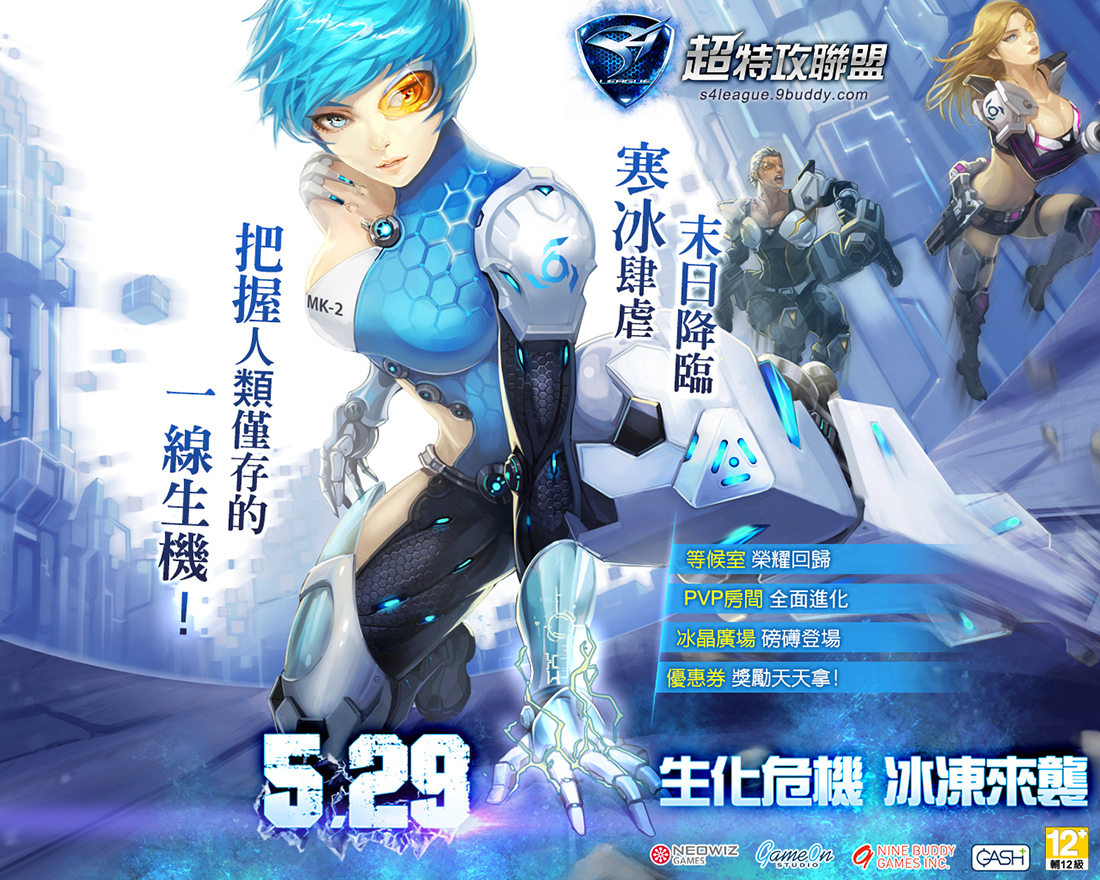 S4
LEAGUE
超特攻聯盟
s4league.9buddy.com
末日降臨
寒冰肆虐
把握人類僅存的
一線生機！
MK-2
6
等候室 榮耀回歸
PVP房間 全面進化
冰晶廣場 磅礡登場
優惠券 獎勵天天拿！
5.29
生化危機 冰凍來襲
NEOWIZ
GAMES
GameOn
STUDIO
NINE BUDDY
GAMES INC.
GASH+
12+
輔12級